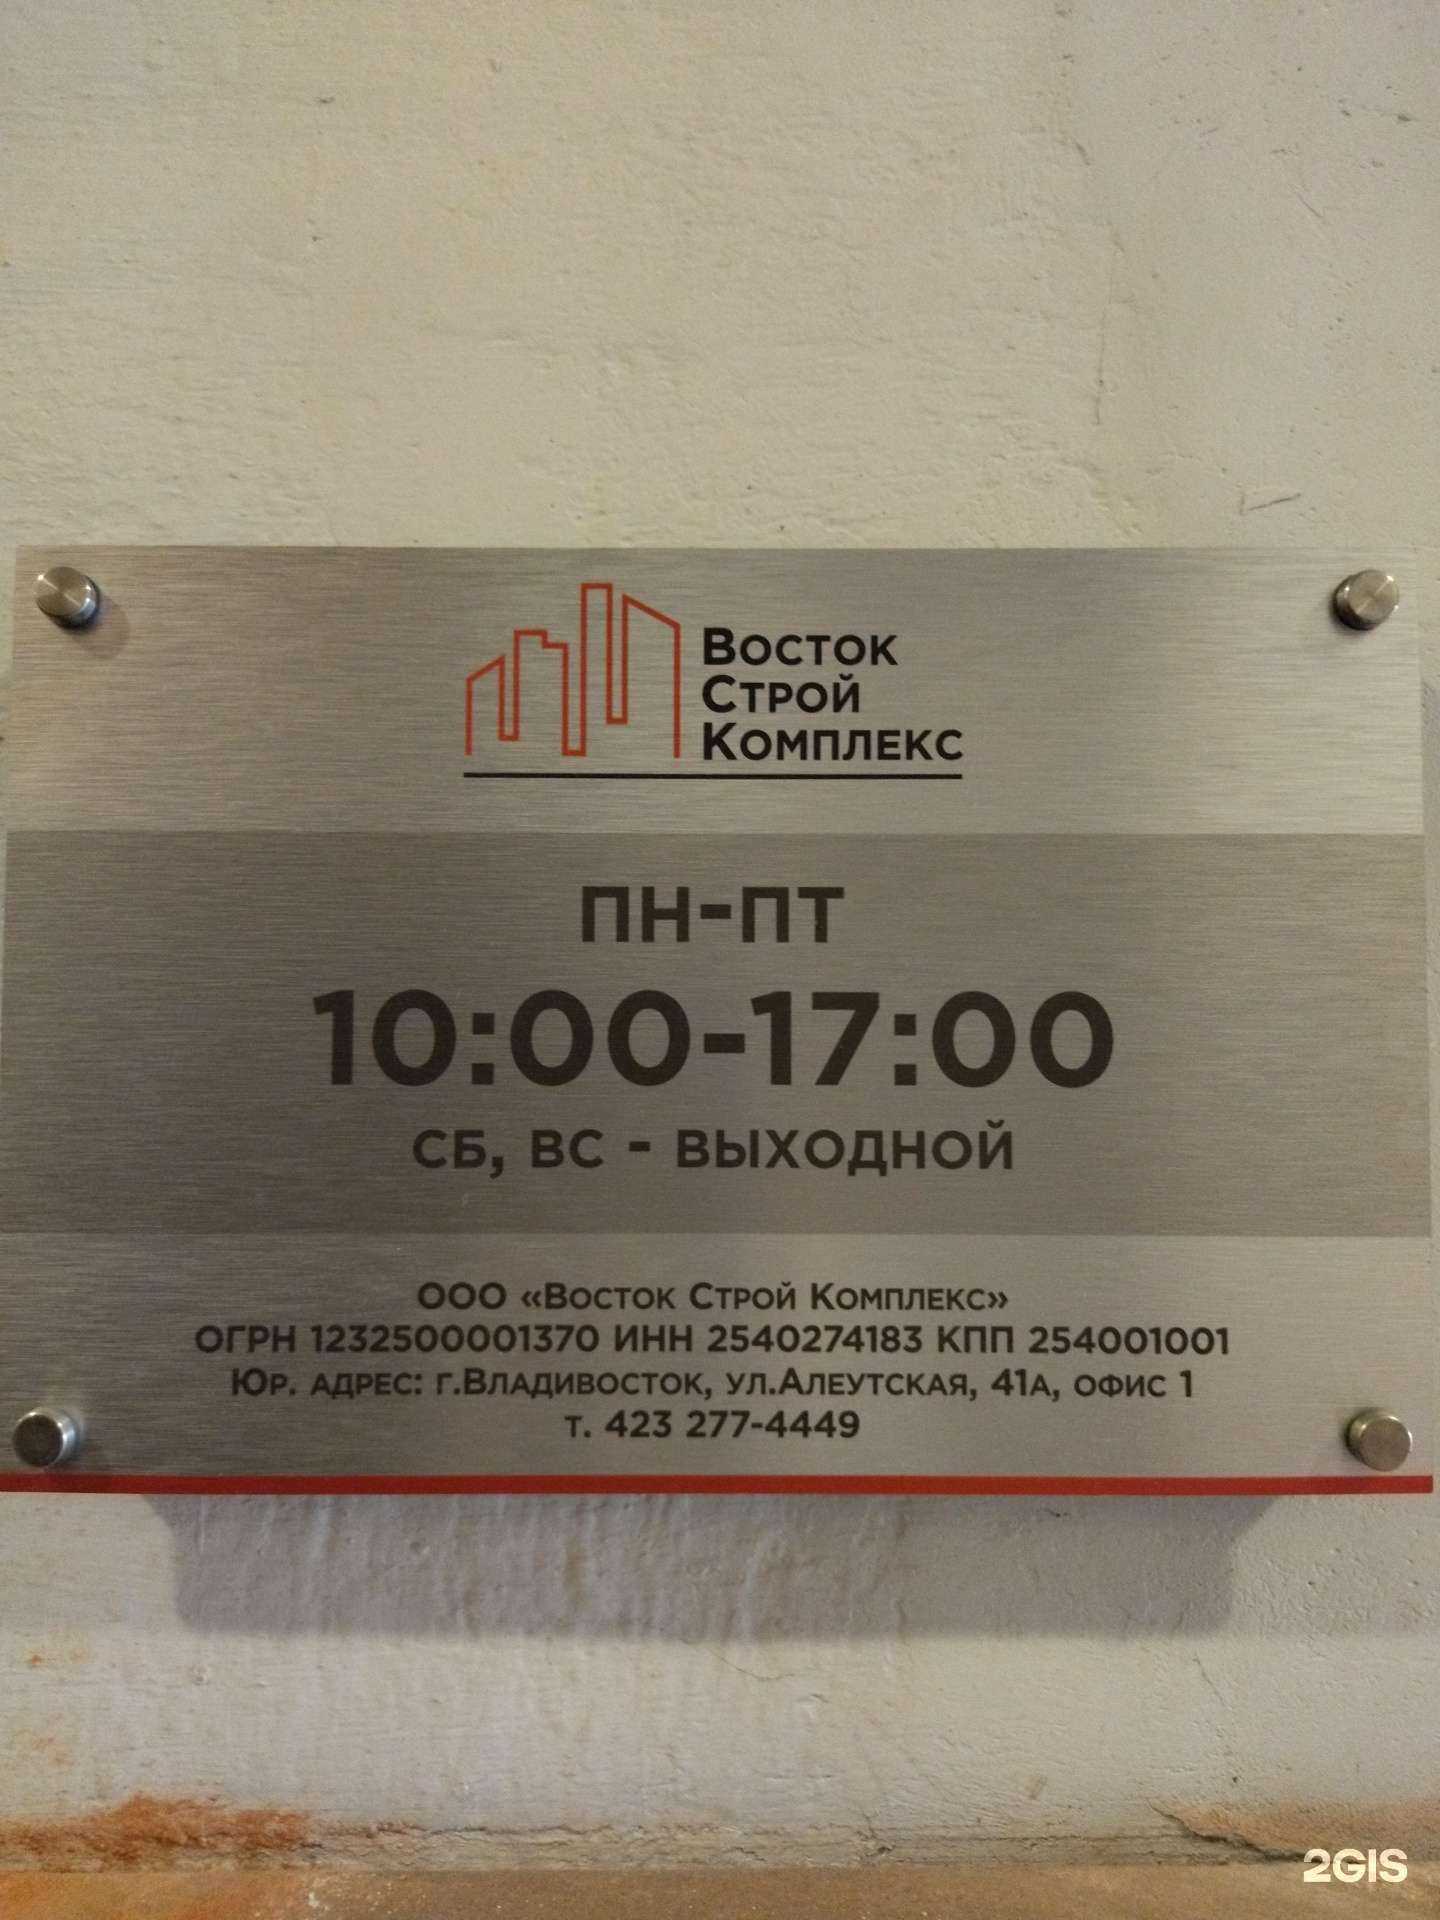 Восток
Строй
Комплекс
ПН-ПТ
10:00-17:00
СБ, ВС - ВЫХОДНОЙ
ООО «Восток Строй Комплекс»
ОГРН 1232500001370 ИНН 2540274183 КПП 254001001
Юр. адрес: г.Владивосток, ул.Алеутская, 41а, офис 1
т. 423 277-4449
2GIS